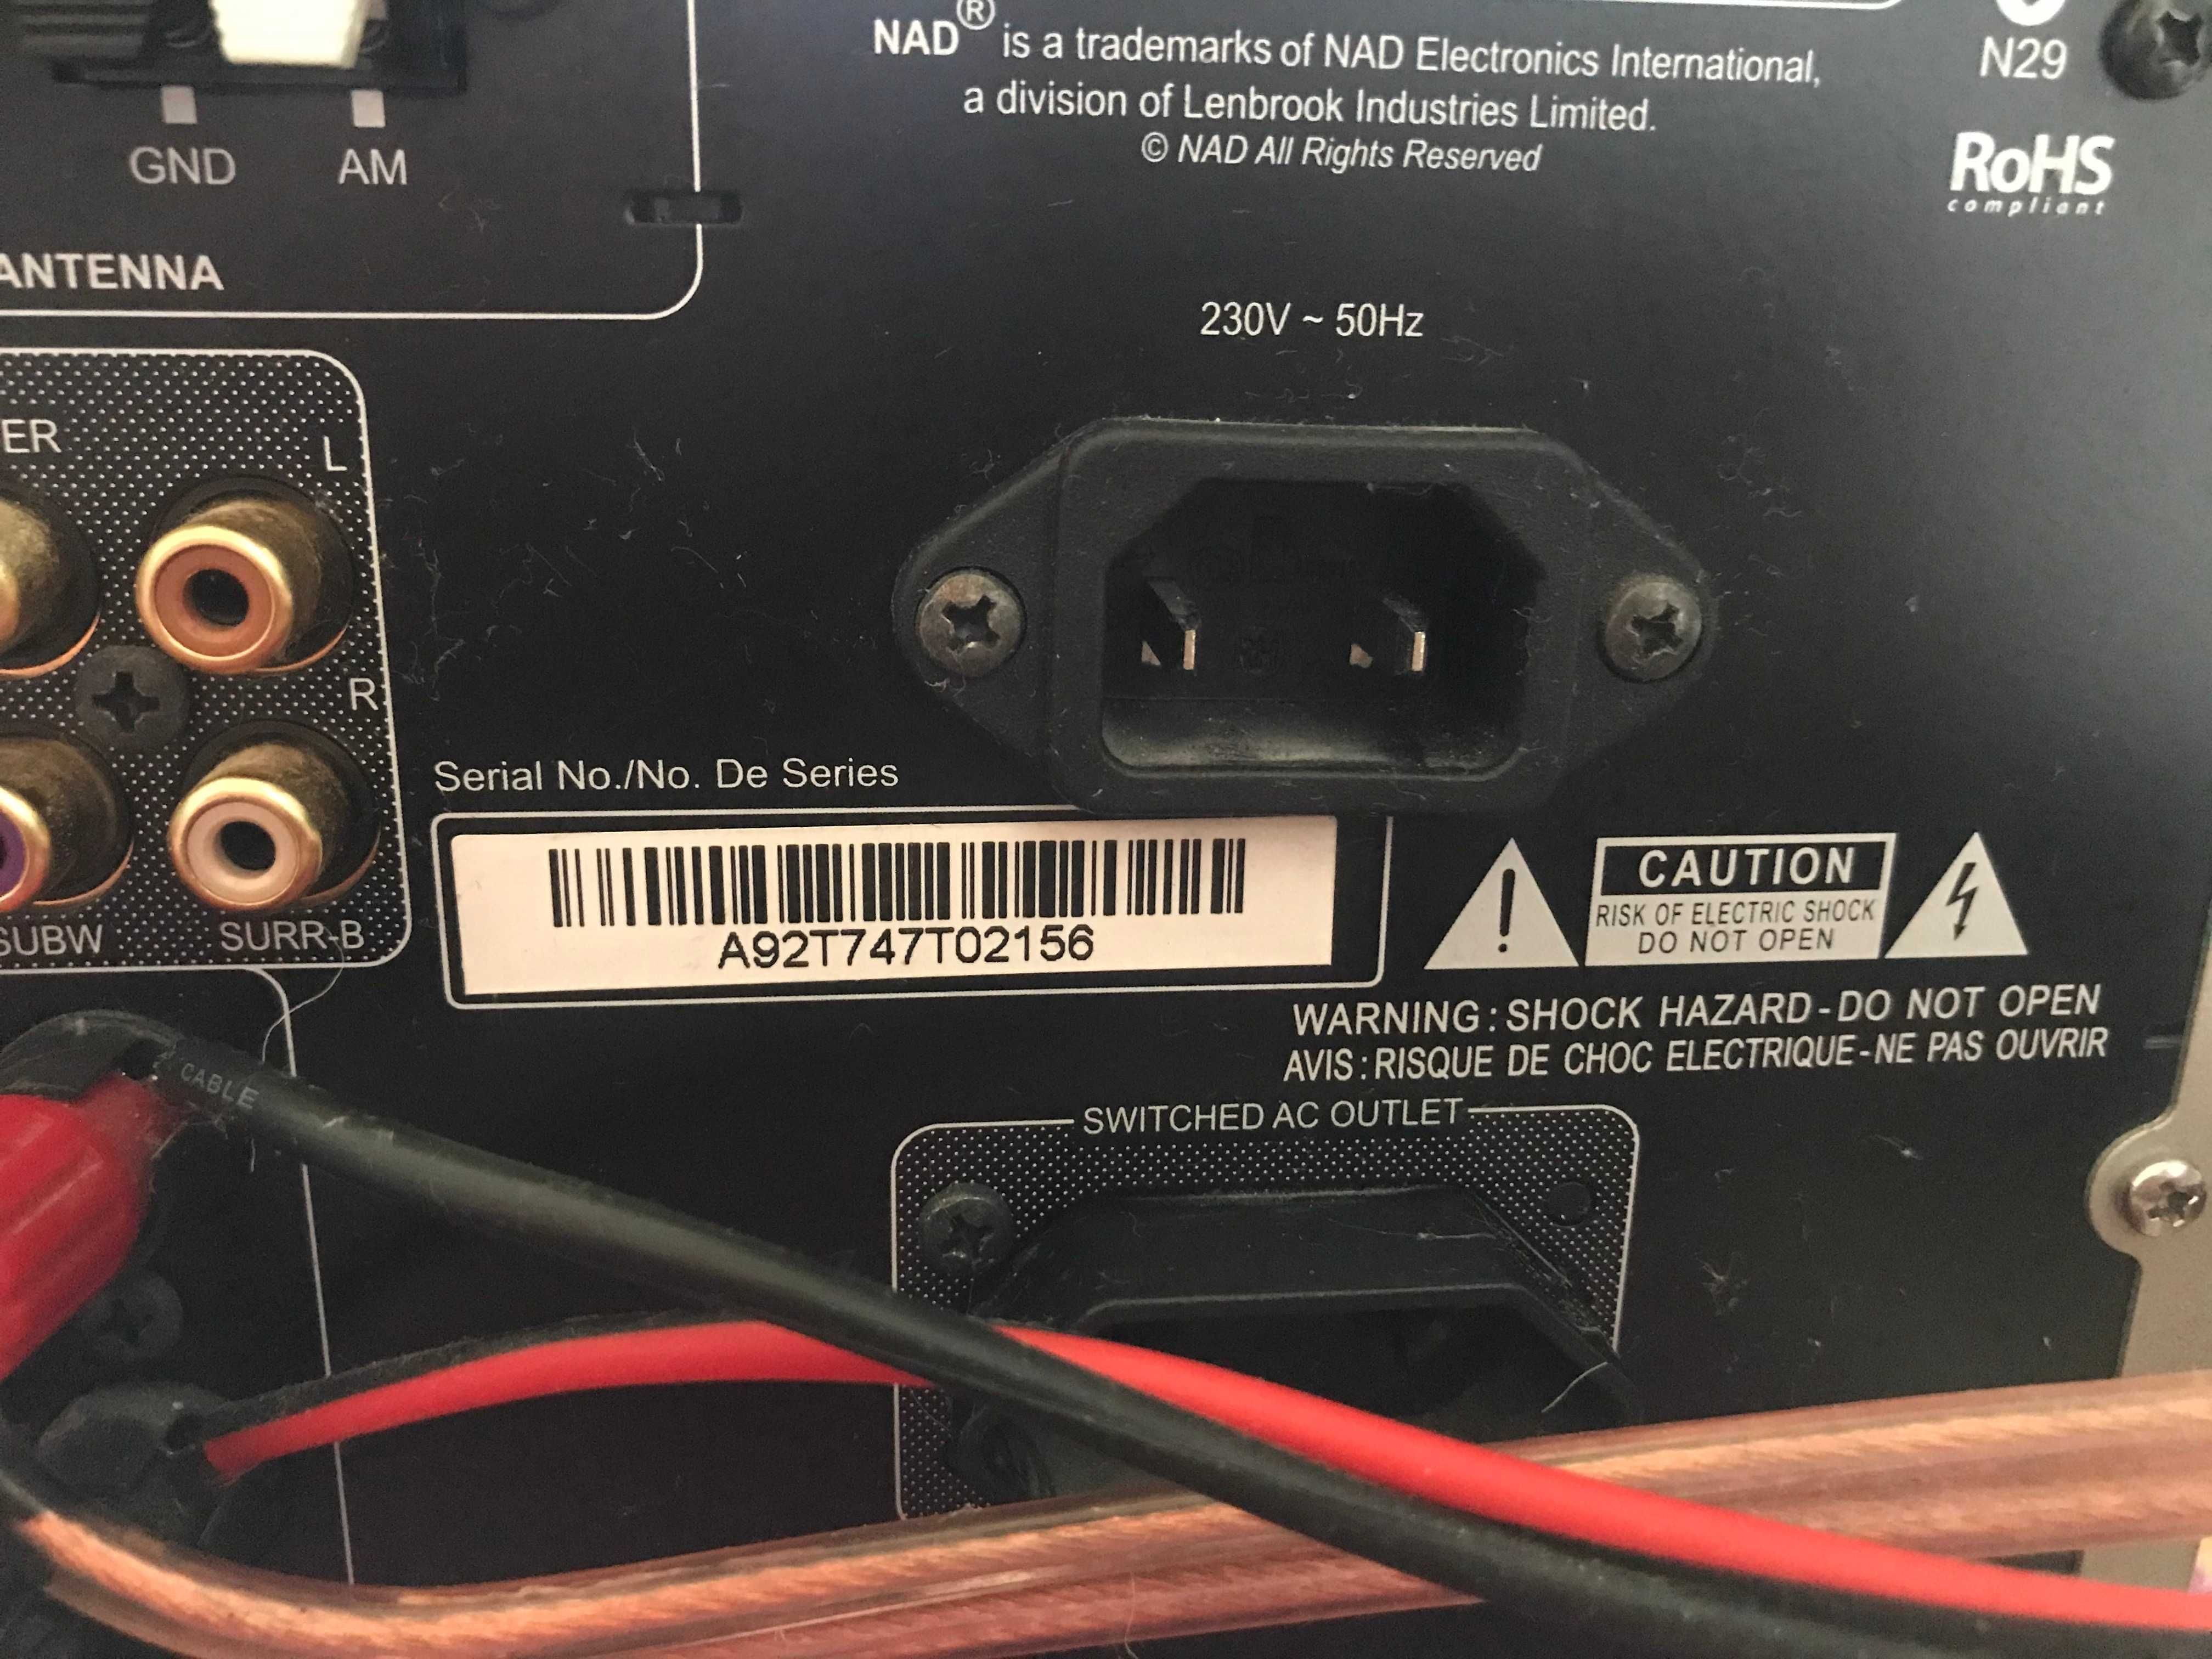 NAD® is a trademarks of NAD Electronics International,
a division of Lenbrook Industries Limited.
© NAD All Rights Reserved
N29
RoHS
compliant
GND AM
ANTENNA
230V ~ 50Hz
ER
L
R
SUBW SURR-B
Serial No./No. De Series
A92T747T02156
CAUTION
RISK OF ELECTRIC SHOCK
DO NOT OPEN
WARNING : SHOCK HAZARD - DO NOT OPEN
AVIS : RISQUE DE CHOC ELECTRIQUE - NE PAS OUVRIR
CABLE
SWITCHED AC OUTLET